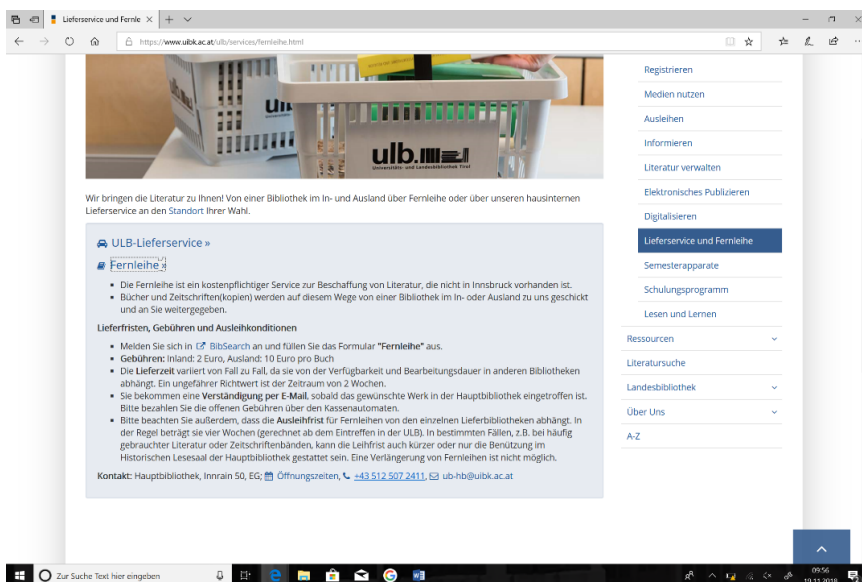 Lieferservice und Fernle
https://www.uibk.ac.at/ulb/services/fernleihe.html
ulb.
Universitäts- und Landesbibliothek Tirol
Wir bringen die Literatur zu Ihnen! Von einer Bibliothek im In- und Ausland über Fernleihe oder über unseren hausinternen
Lieferservice an den Standort Ihrer Wahl.
ULB-Lieferservice »
Fernleihe »
Die Fernleihe ist ein kostenpflichtiger Service zur Beschaffung von Literatur, die nicht in Innsbruck vorhanden ist.
Bücher und Zeitschriften(kopien) werden auf diesem Wege von einer Bibliothek im In- oder Ausland zu uns geschickt
und an Sie weitergegeben.
Lieferfristen, Gebühren und Ausleihkonditionen
Melden Sie sich in BibSearch an und füllen Sie das Formular "Fernleihe" aus.
Gebühren: Inland: 2 Euro, Ausland: 10 Euro pro Buch
Die Lieferzeit variiert von Fall zu Fall, da sie von der Verfügbarkeit und Bearbeitungsdauer in anderen Bibliotheken
abhängt. Ein ungefährer Richtwert ist der Zeitraum von 2 Wochen.
Sie bekommen eine Verständigung per E-Mail, sobald das gewünschte Werk in der Hauptbibliothek eingetroffen ist.
Bitte bezahlen Sie die offenen Gebühren über den Kassenautomaten.
Bitte beachten Sie außerdem, dass die Ausleihfrist für Fernleihen von den einzelnen Lieferbibliotheken abhängt. In
der Regel beträgt sie vier Wochen (gerechnet ab dem Eintreffen in der ULB). In bestimmten Fällen, z.B. bei häufig
gebrauchter Literatur oder Zeitschriftenbänden, kann die Leihfrist auch kürzer oder nur die Benützung im
Historischen Lesesaal der Hauptbibliothek gestattet sein. Eine Verlängerung von Fernleihen ist nicht möglich.
Kontakt: Hauptbibliothek, Innrain 50, EG; Öffnungszeiten, +43 512 507 2411, ub-hb@uibk.ac.at
Registrieren
Medien nutzen
Ausleihen
Informieren
Literatur verwalten
Elektronisches Publizieren
Digitalisieren
Lieferservice und Fernleihe
Semesterapparate
Schulungsprogramm
Lesen und Lernen
Ressourcen
Literatursuche
Landesbibliothek
Über Uns
A-Z
Zur Suche Text hier eingeben
09:56
19.11.2018